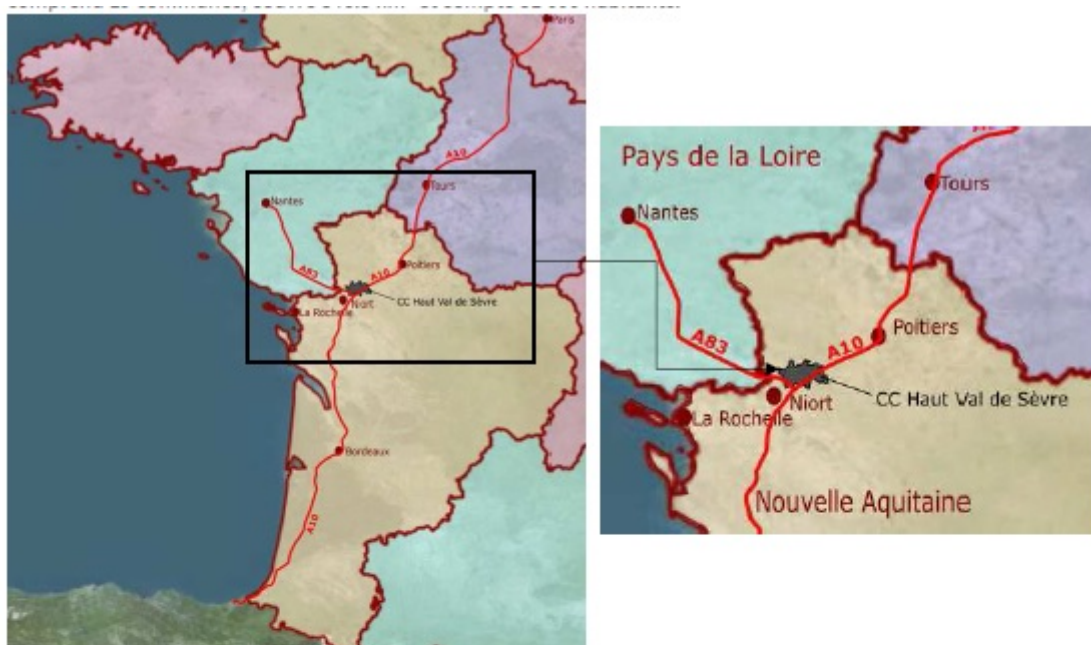 Paris
A10
Tours
Nantes
A83
A10
Poitiers
CC Haut Val de Sèvre
Niort
La Rochelle
Bordeaux
A10
Pays de la Loire
Tours
Nantes
A83
A10
Poitiers
CC Haut Val de Sèvre
Niort
La Rochelle
Nouvelle Aquitaine